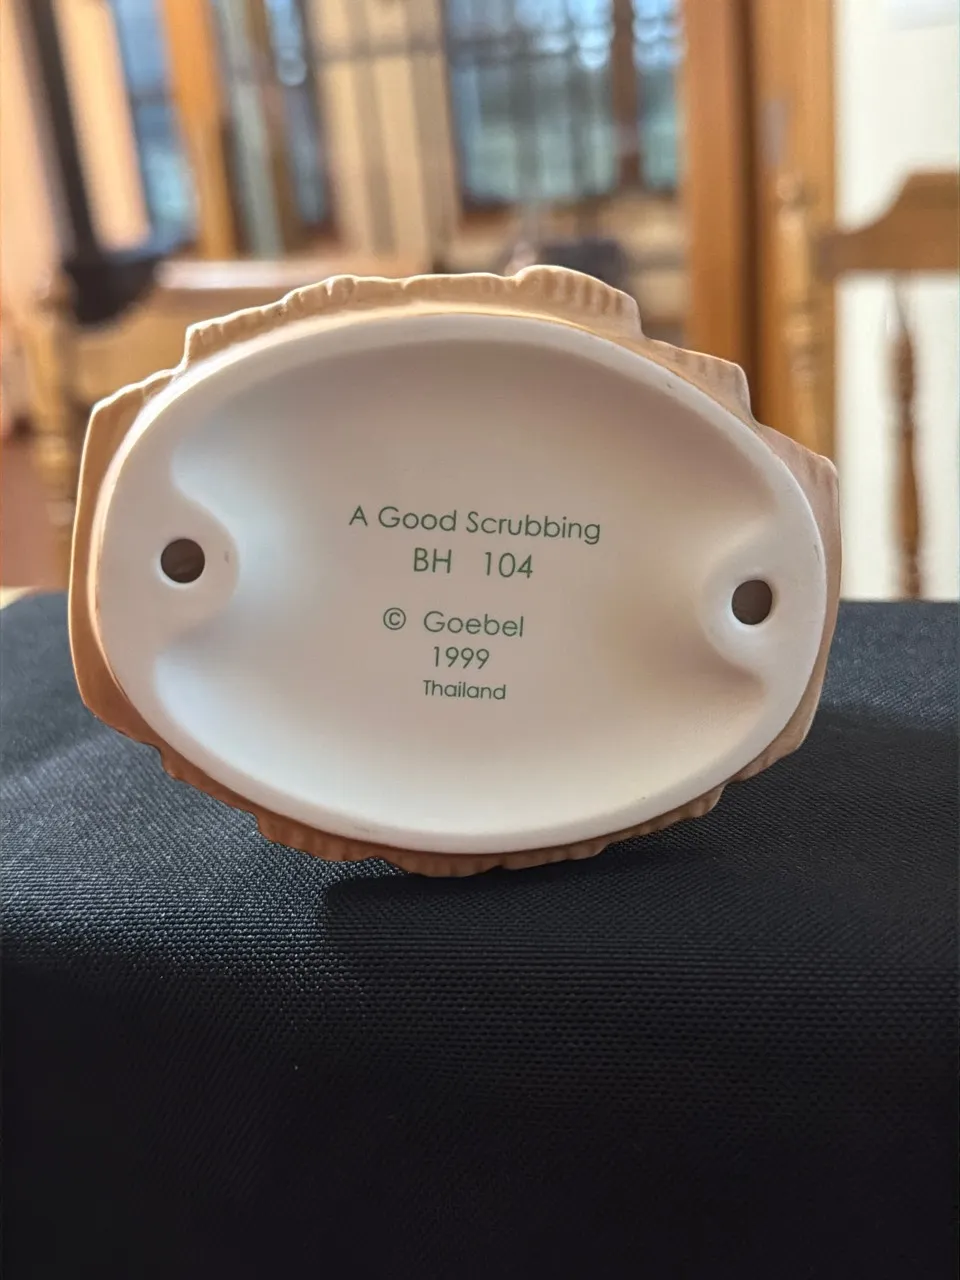 A Good Scrubbing
BH 104
© Goebel
1999
Thailand